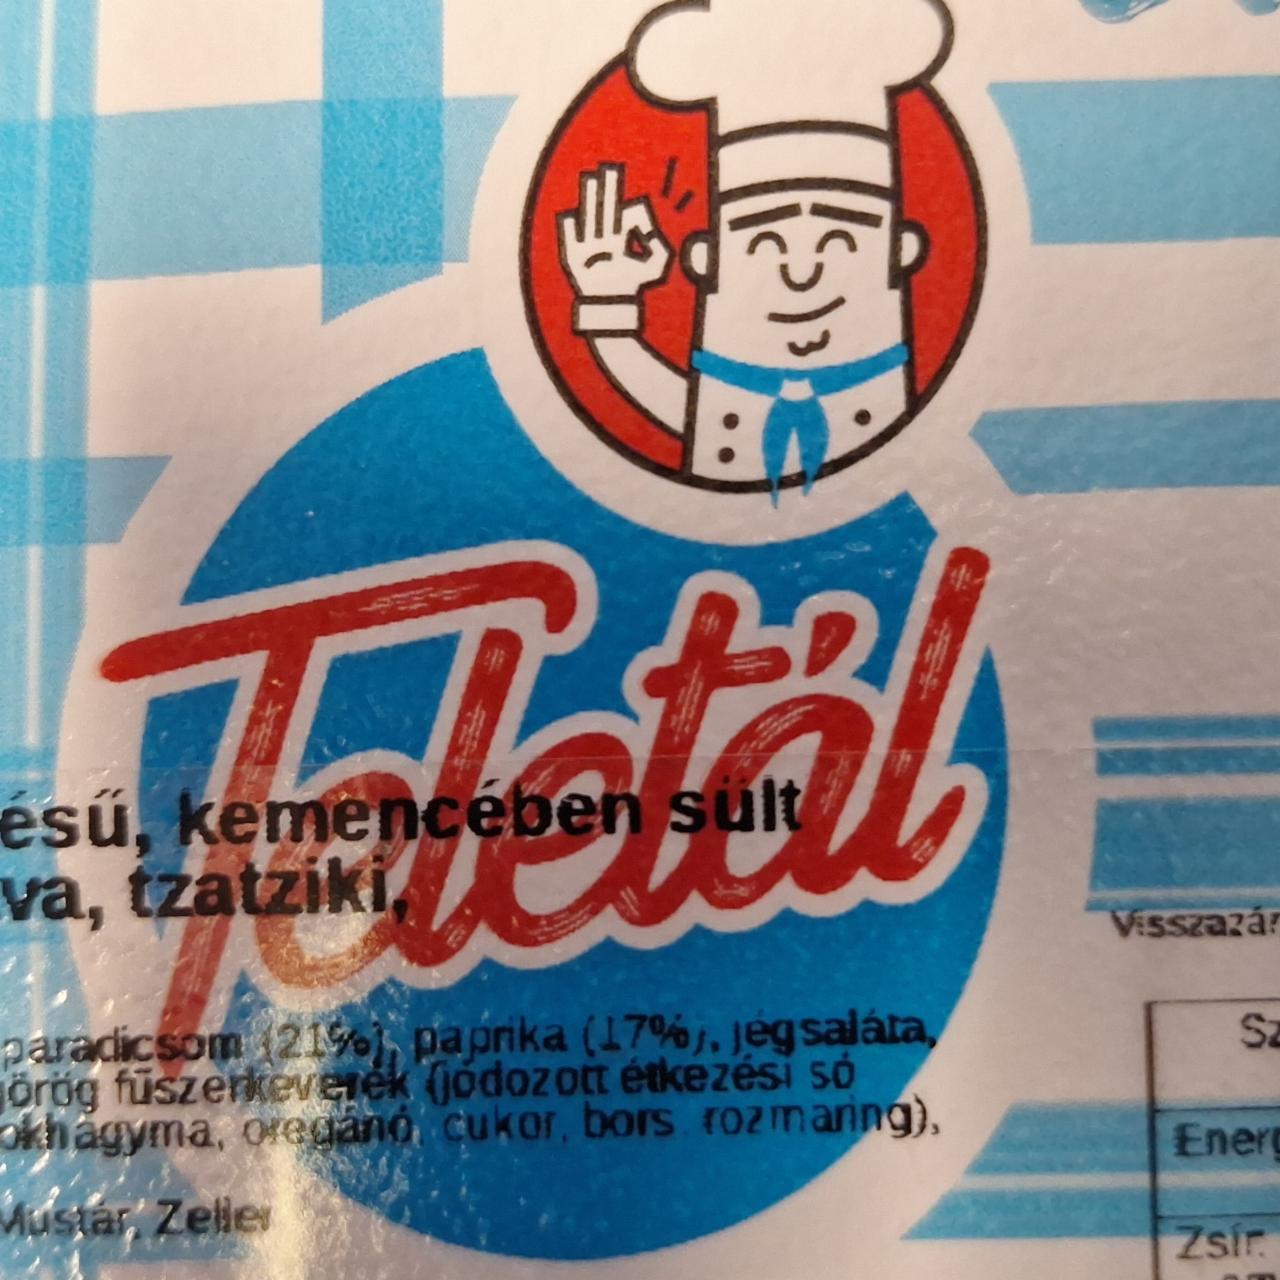 Teletál
ésű, kemencében sült
va, tzatziki,
Visszazár
paradicsom (21%), paprika (17%), jégsaláta,
görög fűszerkeverék (jódozott étkezési só
okhagyma, oregánó, cukor, bors, rozmaring),
Mustár, Zeller
Sz
Energ
Zsír